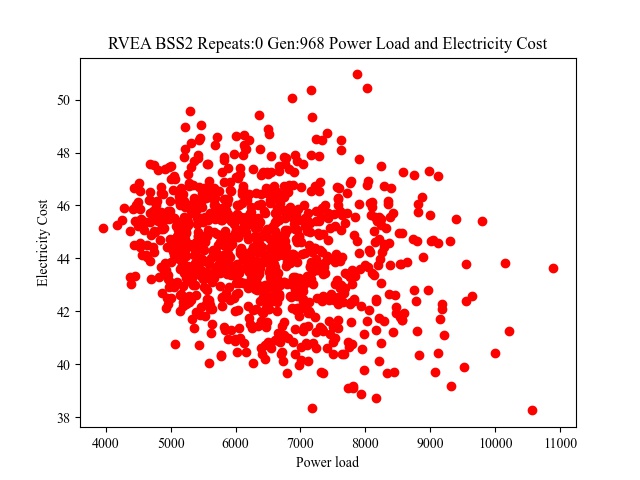 RVEA BSS2 Repeats:0 Gen:968 Power Load and Electricity Cost
50
48
46
44
42
40
38
Electricity Cost
4000 5000 6000 7000 8000 9000 10000 11000
Power load